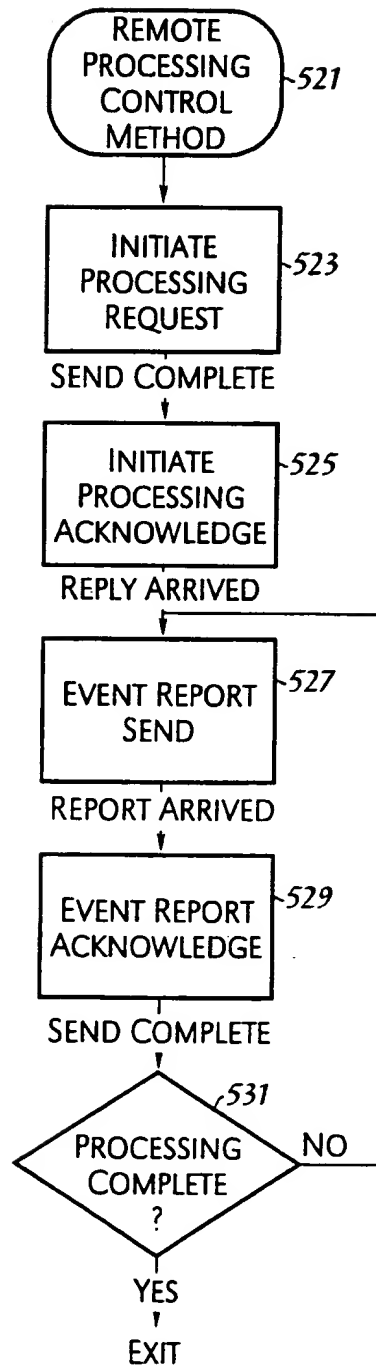 REMOTE
PROCESSING
CONTROL
METHOD
521
INITIATE
PROCESSING
REQUEST
523
SEND COMPLETE
INITIATE
PROCESSING
ACKNOWLEDGE
525
REPLY ARRIVED
EVENT REPORT
SEND
527
REPORT ARRIVED
EVENT REPORT
ACKNOWLEDGE
529
SEND COMPLETE
531
PROCESSING
COMPLETE
?
NO
YES
EXIT